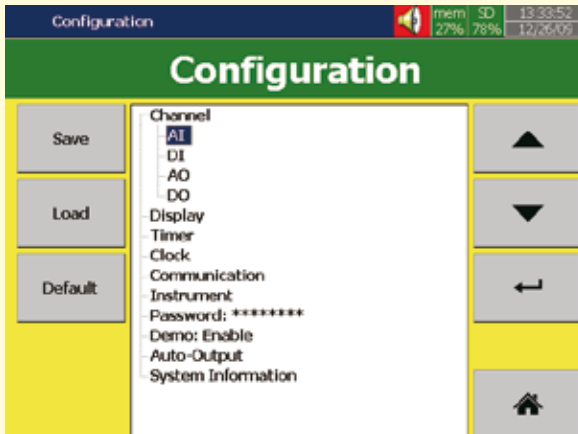 Configuration
mem SD 13:33:52
27% 78% 12/26/09
Configuration
Save
Load
Default
Channel
AI
DI
AO
DO
Display
Timer
Clock
Communication
Instrument
Password: ********
Demo: Enable
Auto-Output
System Information